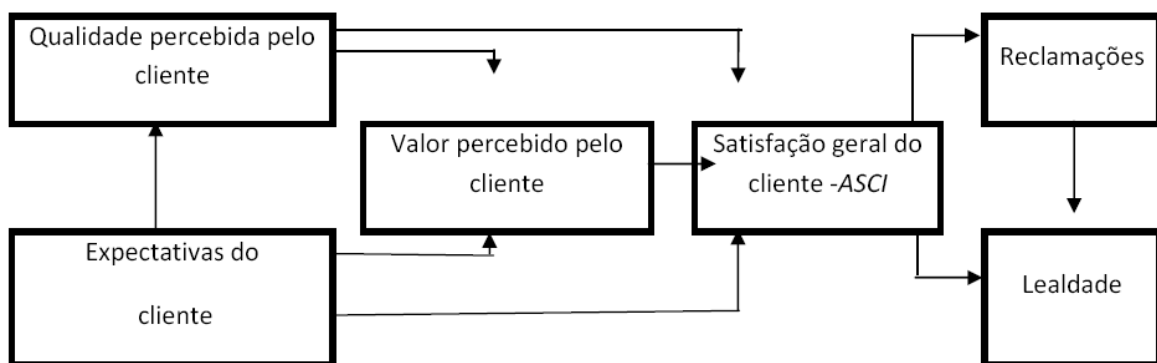 Qualidade percebida pelo
cliente
Reclamações
Valor percebido pelo
cliente
Satisfação geral do
cliente -ASCI
Expectativas do
cliente
Lealdade